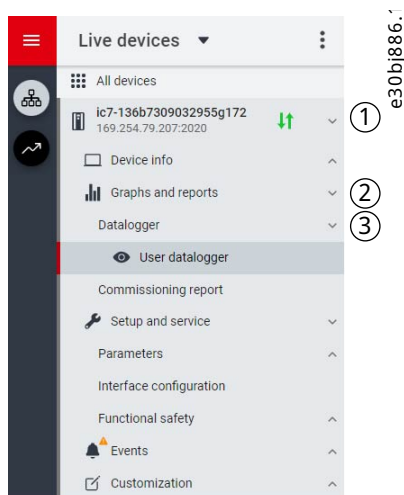 Live devices
All devices
ic7-136b7309032955g172
169.254.79.207:2020
1
Device info
Graphs and reports
2
Datalogger
3
User datalogger
Commissioning report
Setup and service
Parameters
Interface configuration
Functional safety
Events
Customization